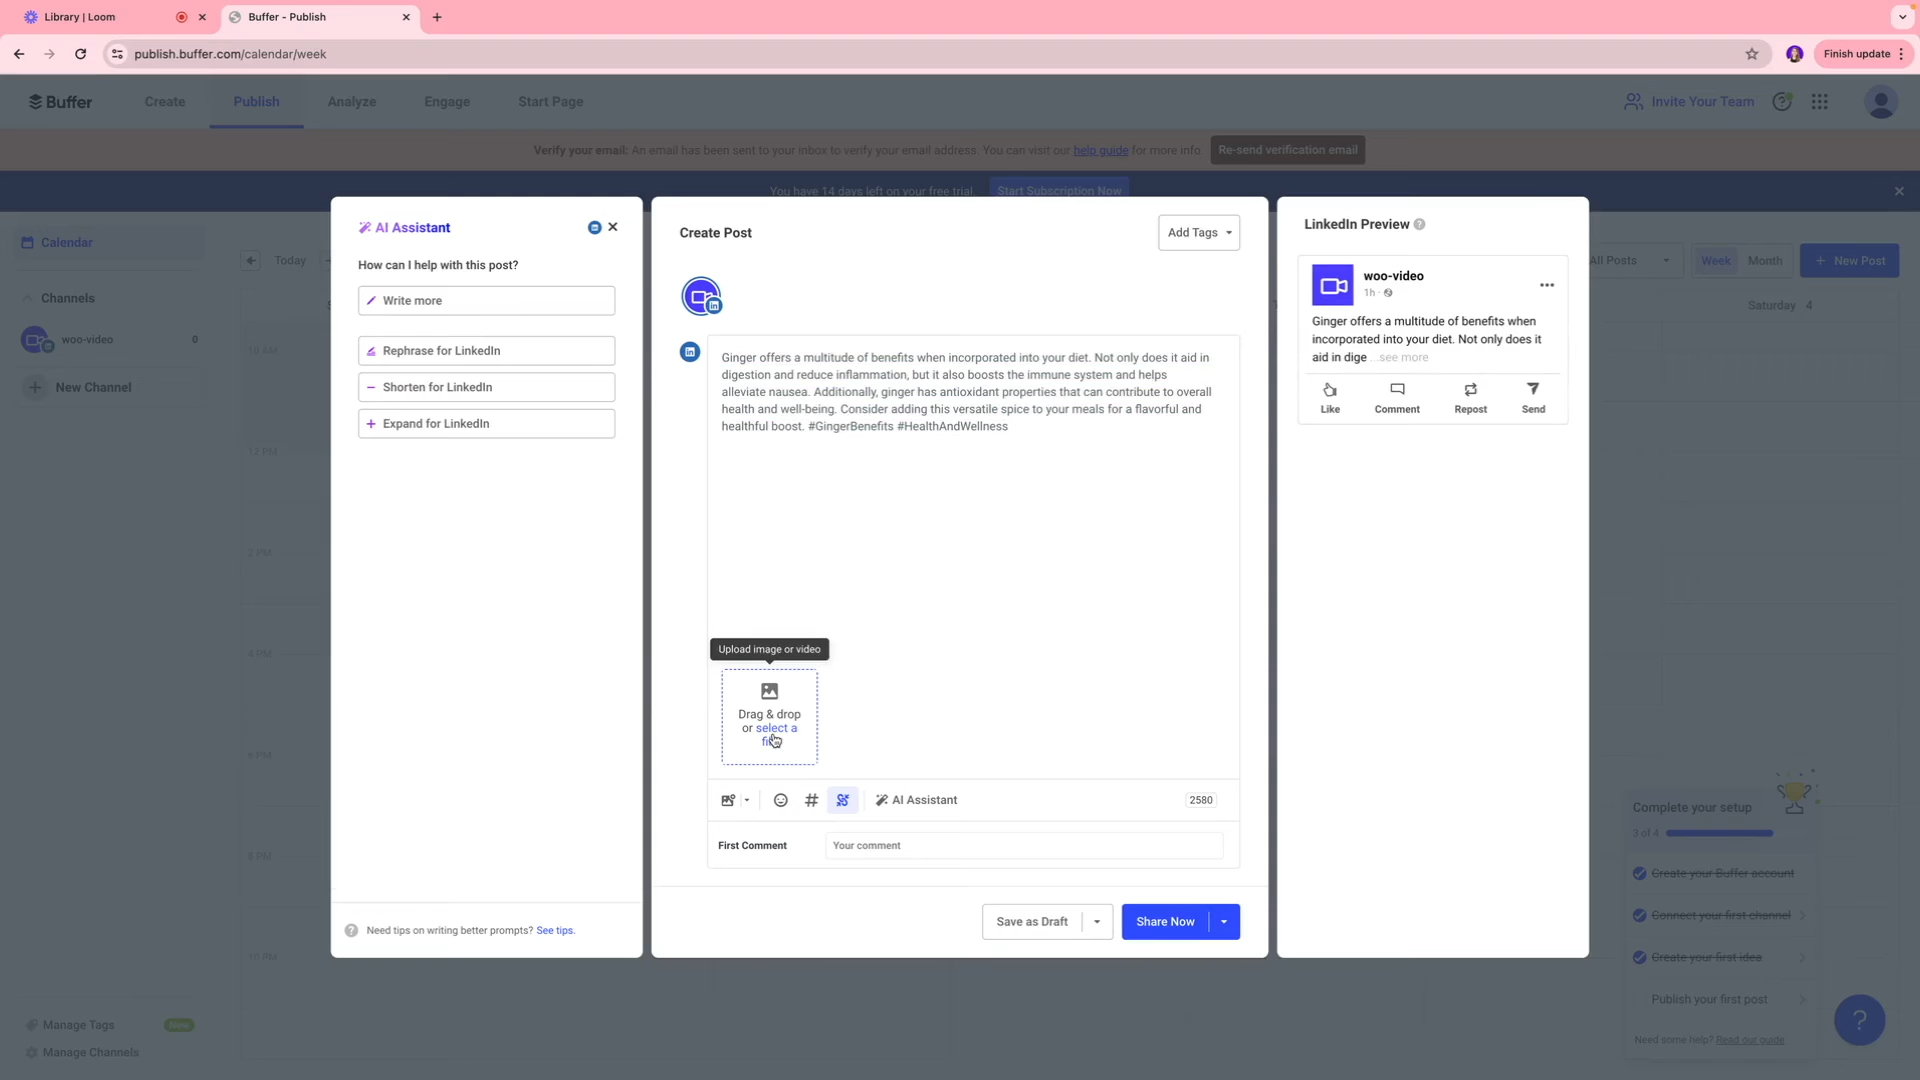 Library | Loom
Buffer - Publish
publish.buffer.com/calendar/week
Finish update
Buffer
Create
Publish
Analyze
Engage
Start Page
Invite Your Team
Verify your email: An email has been sent to your inbox to verify your email address. You can visit our help guide for more info
Re-send verification email
You have 14 days left on your free trial.
Start Subscription Now
Calendar
Today
All Posts
Week
Month
New Post
Channels
woo-video
0
New Channel
Saturday 4
10 AM
12 PM
2 PM
4 PM
6 PM
8 PM
10 PM
AI Assistant
How can I help with this post?
Write more
Rephrase for LinkedIn
Shorten for LinkedIn
Expand for LinkedIn
Need tips on writing better prompts? See tips.
Create Post
Add Tags
Ginger offers a multitude of benefits when incorporated into your diet. Not only does it aid in
digestion and reduce inflammation, but it also boosts the immune system and helps
alleviate nausea. Additionally, ginger has antioxidant properties that can contribute to overall
health and well-being. Consider adding this versatile spice to your meals for a flavorful and
healthful boost. #GingerBenefits #HealthAndWellness
Upload image or video
Drag & drop
or select a
AI Assistant
2580
First Comment
Your comment
Save as Draft
Share Now
LinkedIn Preview
woo-video
1h
Ginger offers a multitude of benefits when
incorporated into your diet. Not only does it
aid in dige ...see more
Like
Comment
Repost
Send
Complete your setup
3 of 4
Create your Buffer account
Connect your first channel
Create your first idea
Publish your first post
Need some help? Read our guide
Manage Tags
New
Manage Channels